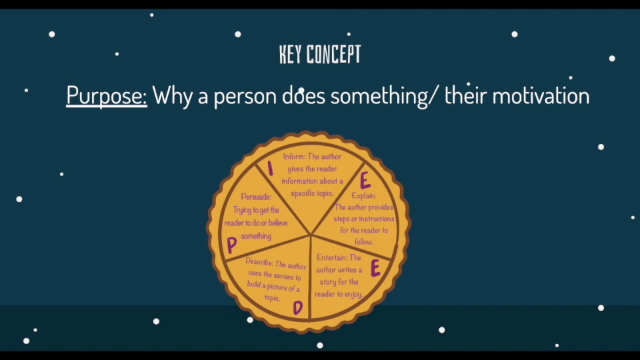 KEY CONCEPT
Purpose: Why a person does something/ their motivation
I
Inform: The author
gives the reader
information about a
specific topic.
E
Explain:
The author provides
steps or instructions
for the reader to
follow.
P
Persuade:
Trying to get the
reader to do or believe
something
D
Describe: The author
uses the senses to
build a picture of a
topic.
E
Entertain: The
author writes a
story for the
reader to enjoy.